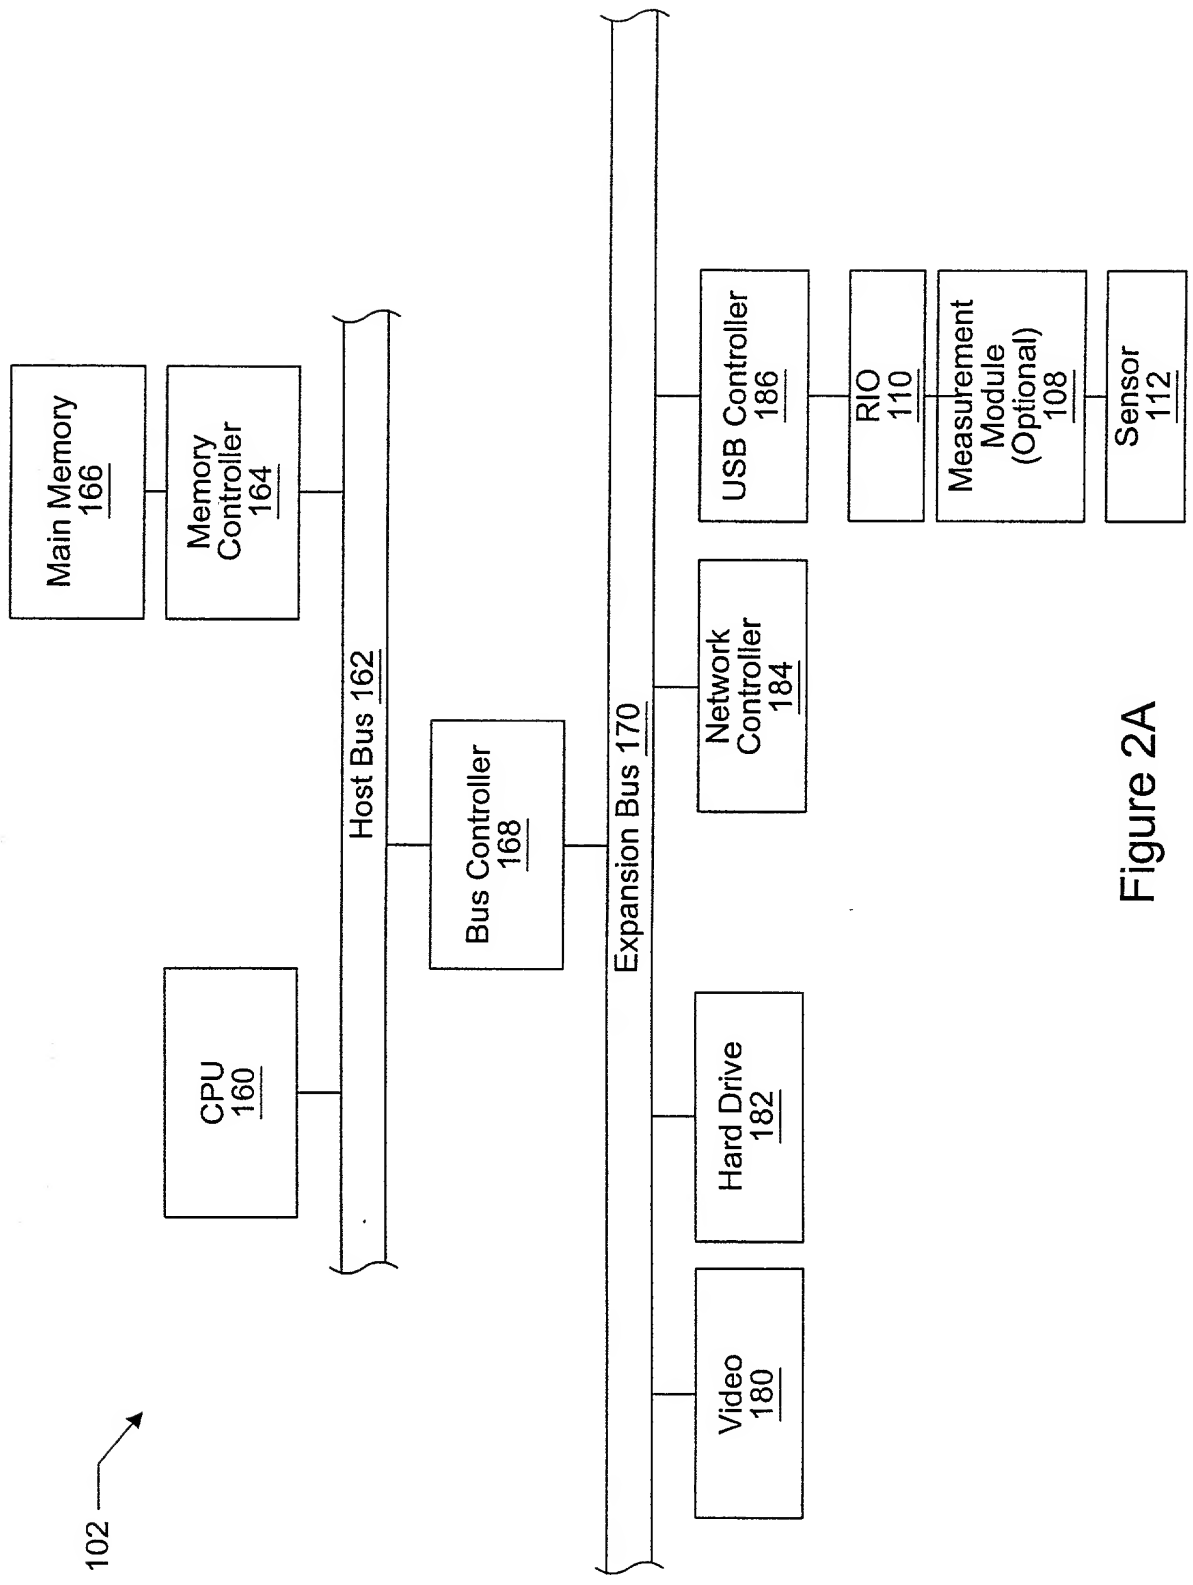 102
Main Memory
166
CPU
160
Memory
Controller
164
Host Bus 162
Bus Controller
168
Expansion Bus 170
Video
180
Hard Drive
182
Network
Controller
184
USB Controller
186
RIO
110
Measurement
Module
(Optional)
108
Sensor
112
Figure 2A